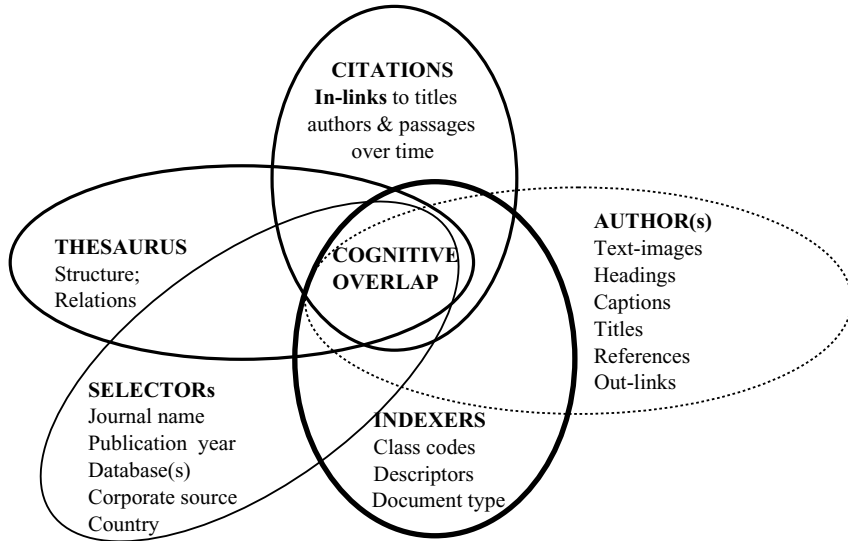 CITATIONS
In-links to titles
authors & passages
over time
THESAURUS
Structure;
Relations
COGNITIVE
OVERLAP
AUTHOR(s)
Text-images
Headings
Captions
Titles
References
Out-links
SELECTORs
Journal name
Publication year
Database(s)
Corporate source
Country
INDEXERS
Class codes
Descriptors
Document type